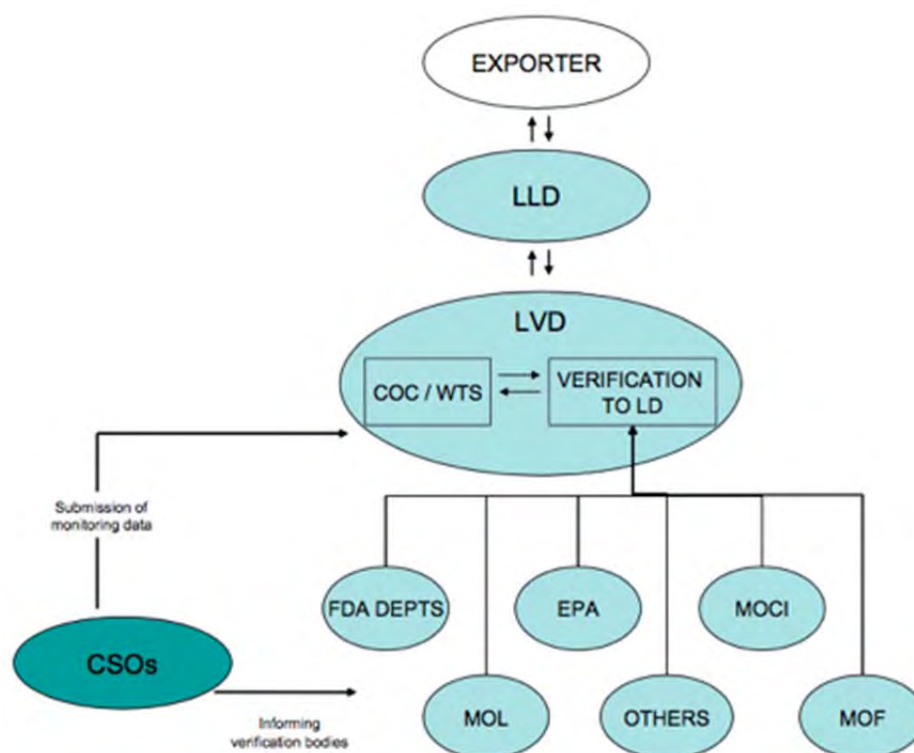 EXPORTER
LLD
LVD
COC / WTS
VERIFICATION
TO LD
Submission of
monitoring data
FDA DEPTS
EPA
MOCI
CSOs
MOL
OTHERS
MOF
Informing
verification bodies